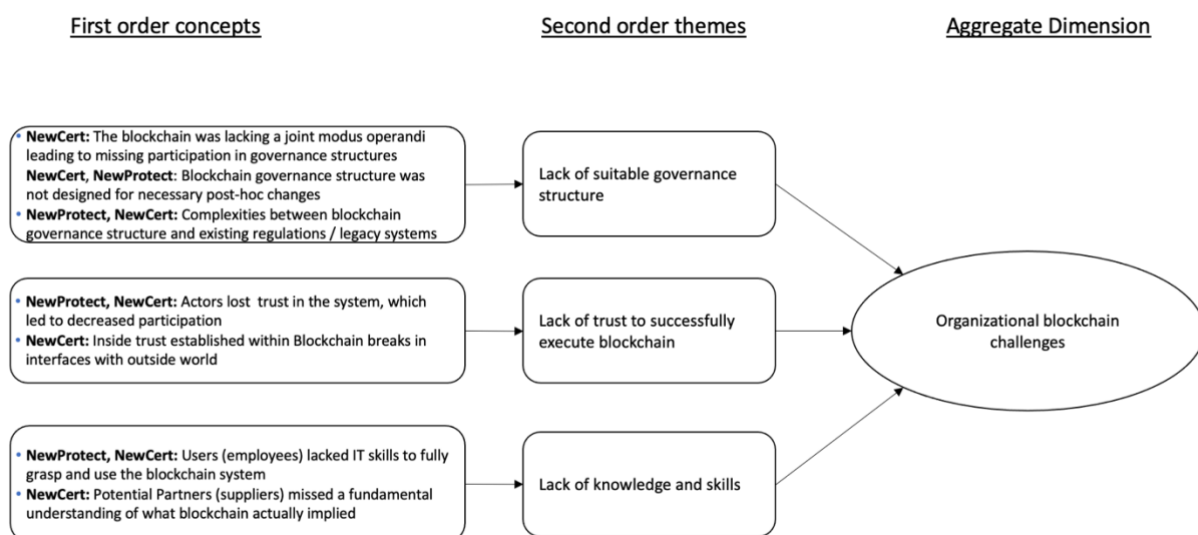 First order concepts
Second order themes
Aggregate Dimension
• NewCert: The blockchain was lacking a joint modus operandi
leading to missing participation in governance structures
NewCert, NewProtect: Blockchain governance structure was
not designed for necessary post-hoc changes
• NewProtect, NewCert: Complexities between blockchain
governance structure and existing regulations / legacy systems
Lack of suitable governance
structure
• NewProtect, NewCert: Actors lost trust in the system, which
led to decreased participation
• NewCert: Inside trust established within Blockchain breaks in
interfaces with outside world
Lack of trust to successfully
execute blockchain
Organizational blockchain
challenges
• NewProtect, NewCert: Users (employees) lacked IT skills to fully
grasp and use the blockchain system
• NewCert: Potential Partners (suppliers) missed a fundamental
understanding of what blockchain actually implied
Lack of knowledge and skills